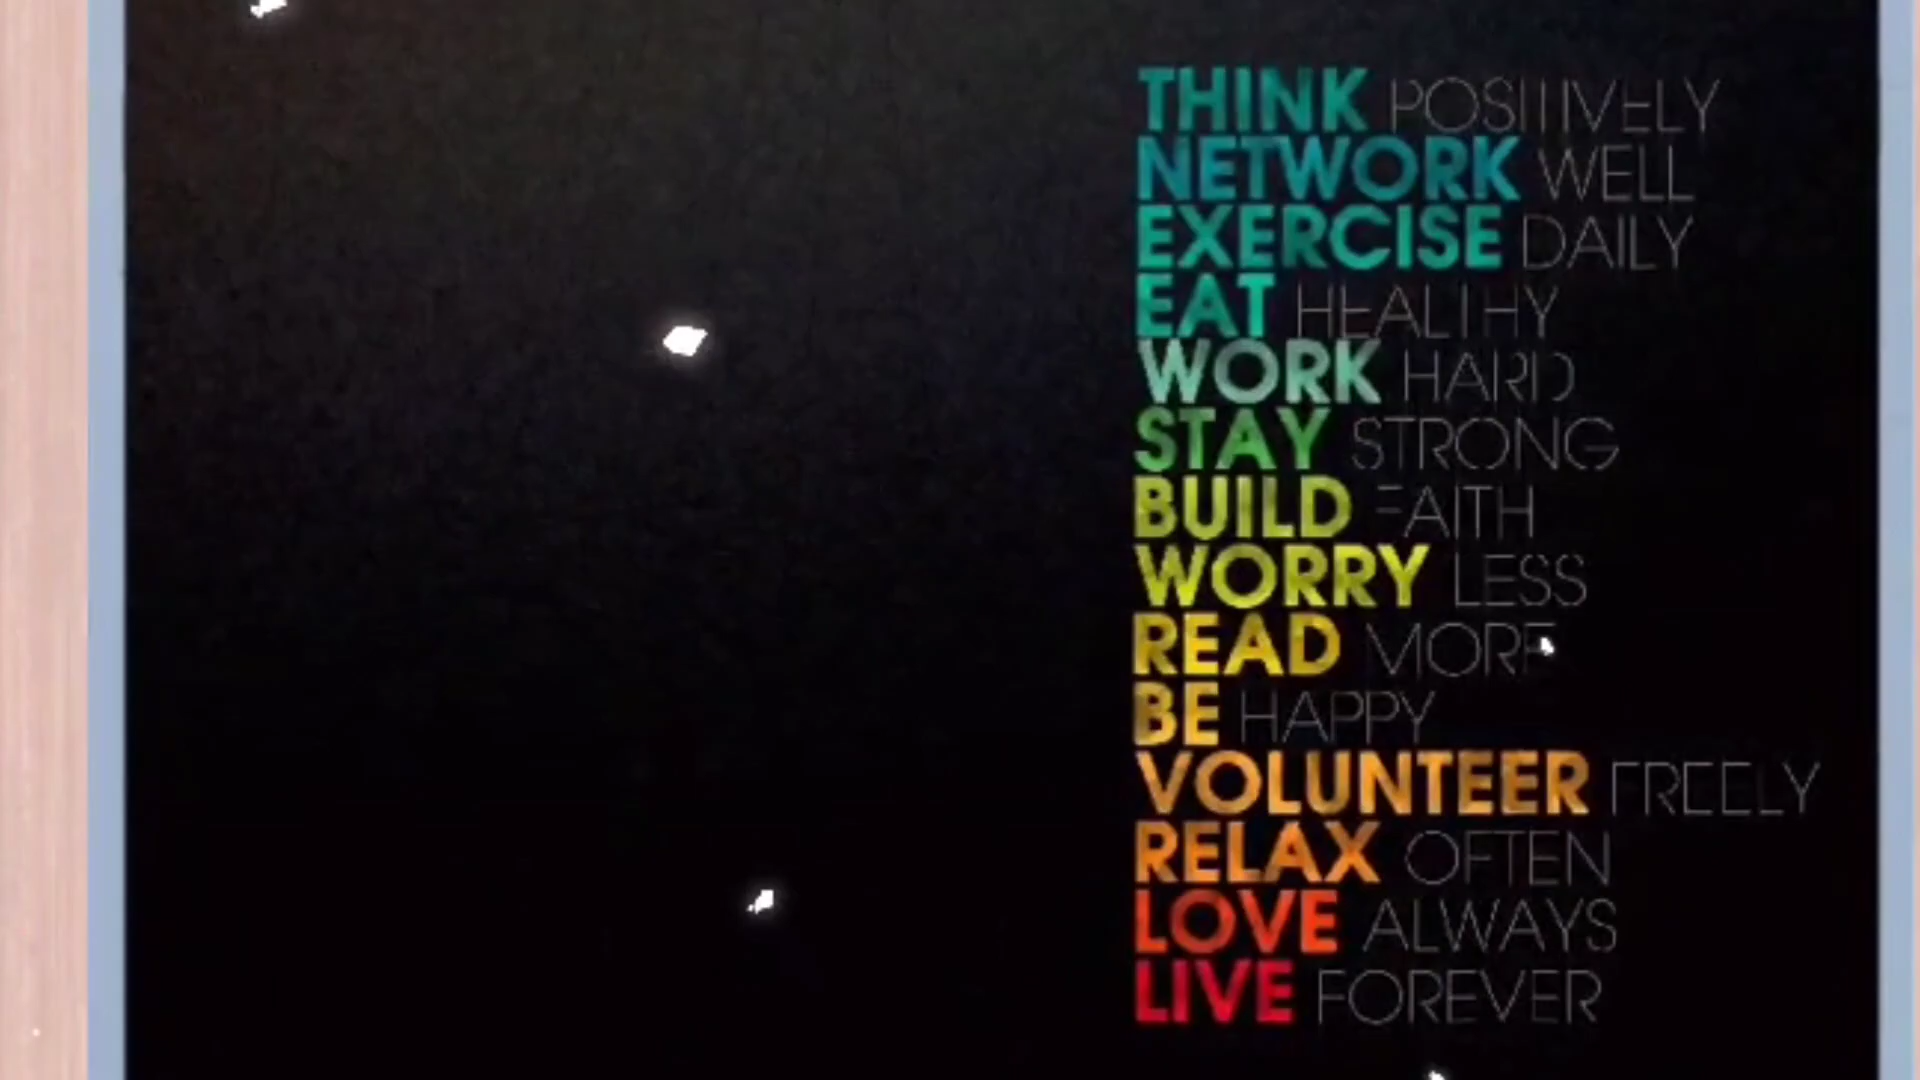 THINK POSITIVELY
NETWORK WELL
EXERCISE DAILY
EAT HEALTHY
WORK HARD
STAY STRONG
BUILD FAITH
WORRY LESS
READ MORE
BE HAPPY
VOLUNTEER FREELY
RELAX OFTEN
LOVE ALWAYS
LIVE FOREVER